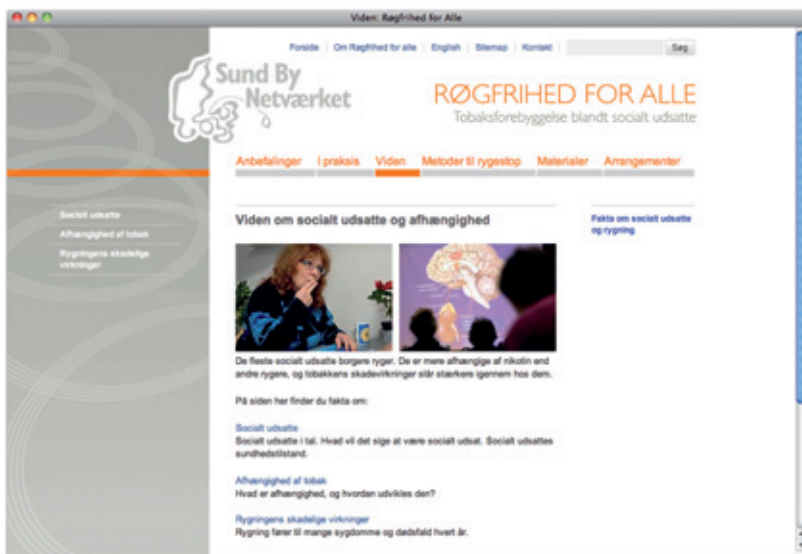 Viden: Røgfrihed for Alle
Forside | Om Røgfrihed for alle | English | Sitemap | Kontakt
Søg
Sund By
Netværket
RØGFRIHED FOR ALLE
Tobaksforebyggelse blandt socialt udsatte
Anbefalinger I praksis Viden Metoder til rygestop Materialer Arrangementer
Socialt udsatte
Afhængighed af tobak
Rygningens skadelige
virkninger
Viden om socialt udsatte og afhængighed
Fakta om socialt udsatte
og rygning
De fleste socialt udsatte borgere ryger. De er mere afhængige af nikotin end
andre rygere, og tobakkens skadevirkninger slår stærkere igennem hos dem.
På siden her finder du fakta om:
Socialt udsatte
Socialt udsatte i tal. Hvad vil det sige at være socialt udsat. Socialt udsattes
sundhedstilstand.
Afhængighed af tobak
Hvad er afhængighed, og hvordan udvikles den?
Rygningens skadelige virkninger
Rygning fører til mange sygdomme og dødsfald hvert år.